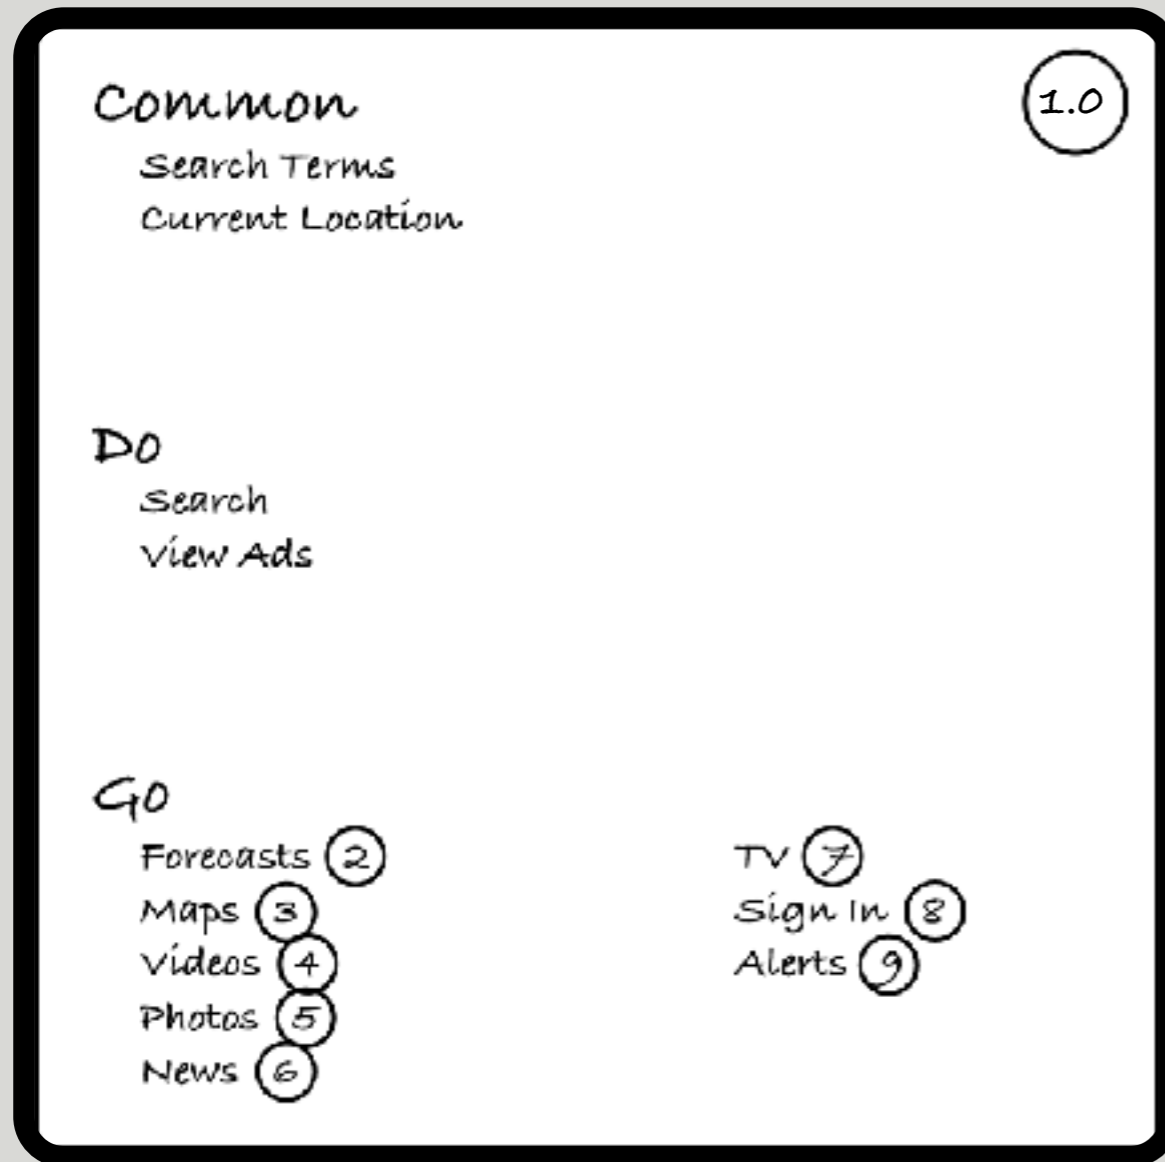 Common
1.0
Search Terms
Current Location
Do
Search
View Ads
Go
Forecasts 2
Maps 3
Videos 4
Photos 5
News 6
TV 7
Sign In 8
Alerts 9